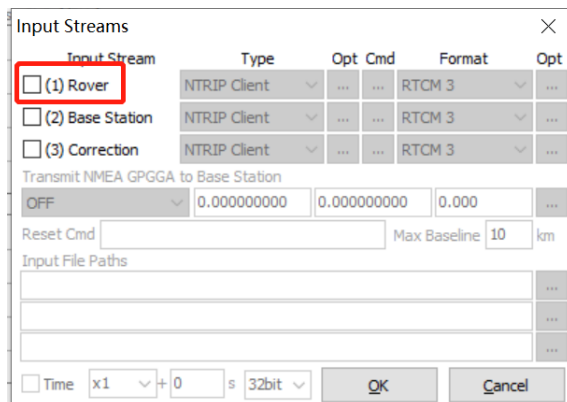 Input Streams
Input Stream Type Opt Cmd Format Opt
(1) Rover NTRIP Client ... ... RTCM 3 ...
(2) Base Station NTRIP Client ... ... RTCM 3 ...
(3) Correction NTRIP Client ... ... RTCM 3 ...
Transmit NMEA GPGGA to Base Station
OFF 0.000000000 0.000000000 0.000 ...
Reset Cmd Max Baseline 10 km
Input File Paths
...
...
...
Time x1 + 0 s 32bit OK Cancel